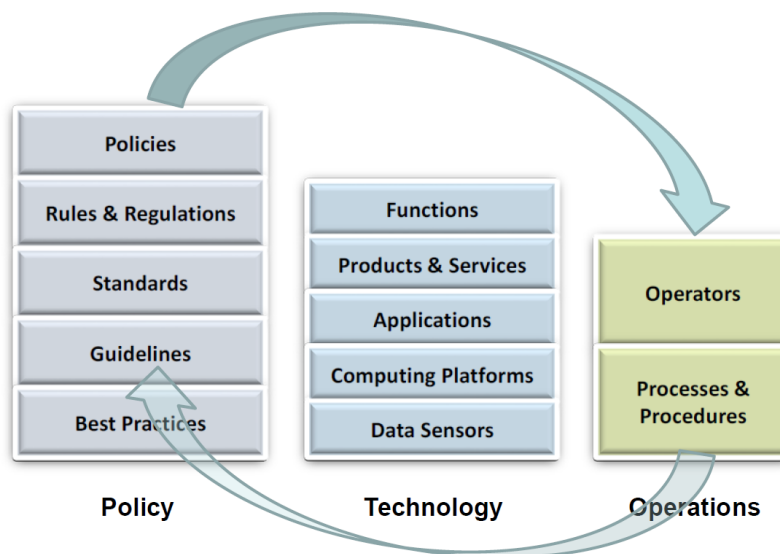 Policies
Rules & Regulations
Standards
Guidelines
Best Practices
Policy
Functions
Products & Services
Applications
Computing Platforms
Data Sensors
Technology
Operators
Processes &
Procedures
Operations